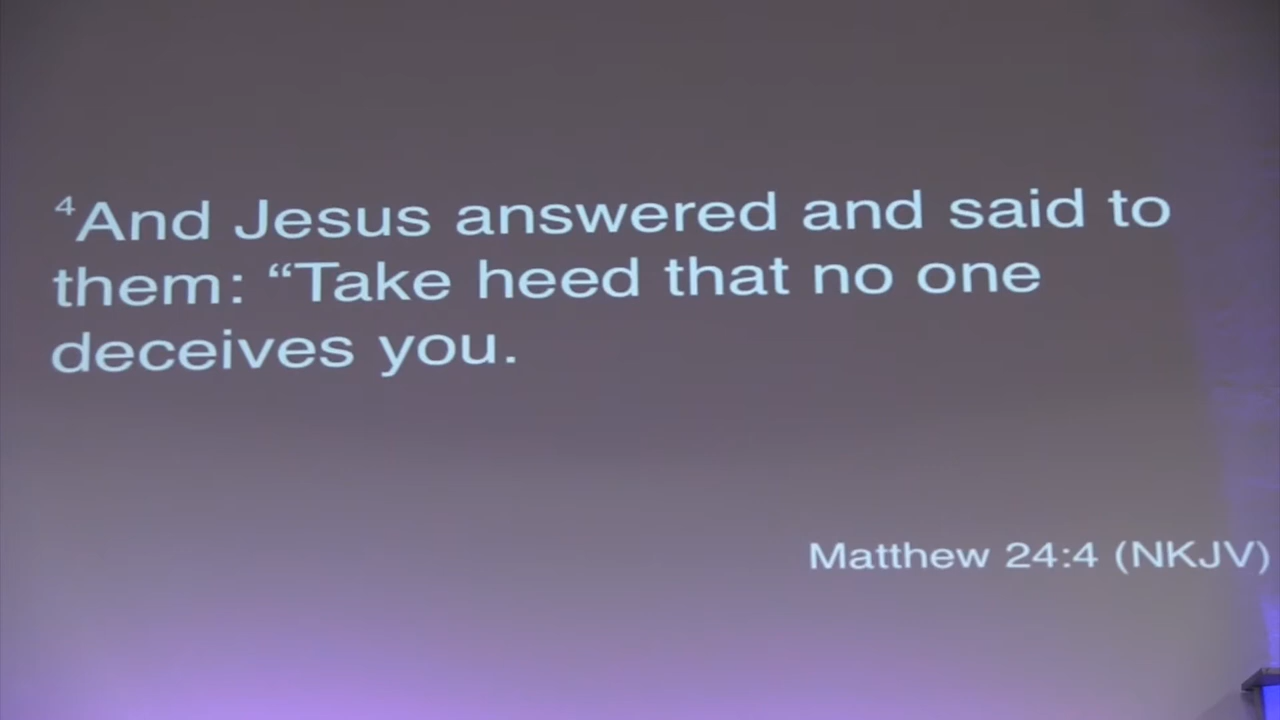 ⁴And Jesus answered and said to
them: “Take heed that no one
deceives you.
Matthew 24:4 (NKJV)